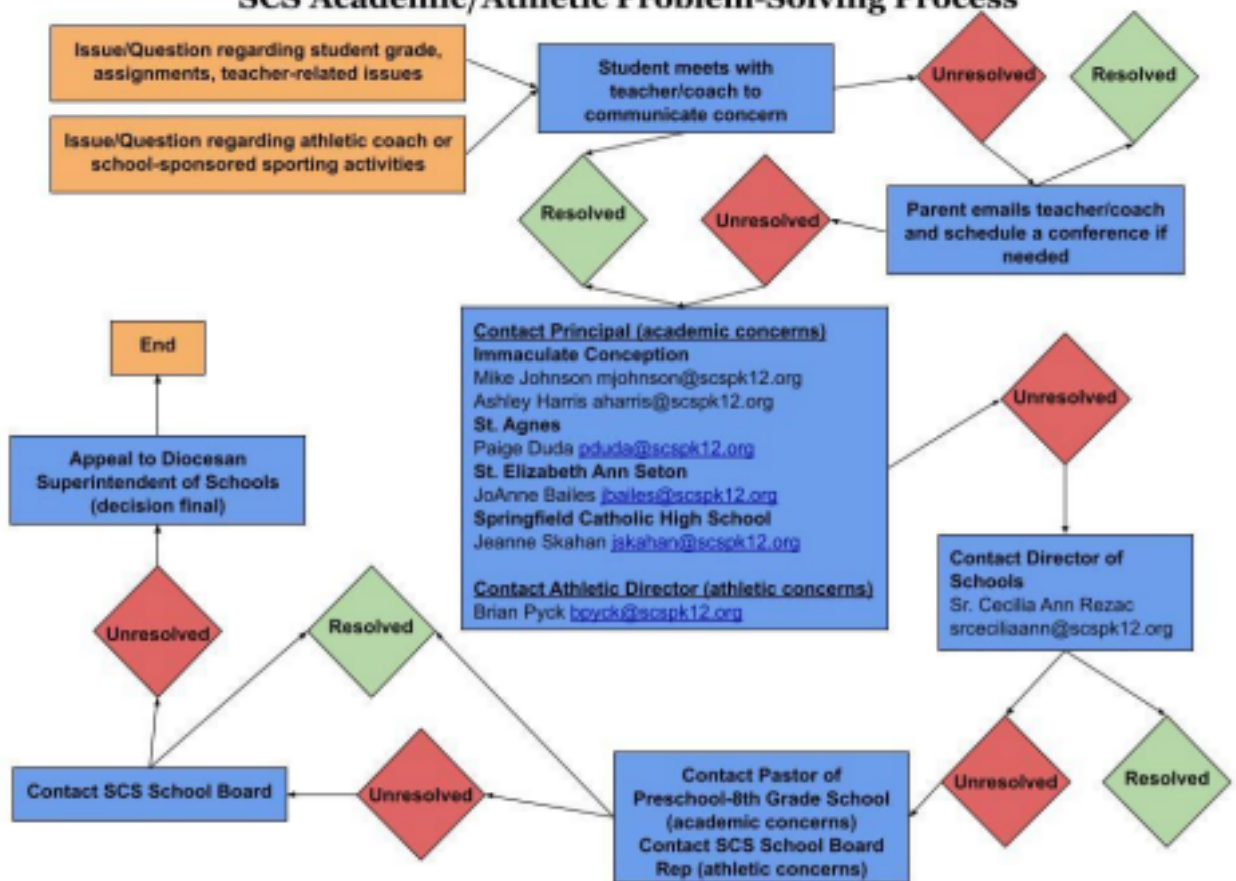 SCS Academic/Athletic Problem-Solving Process
Issue/Question regarding student grade,
assignments, teacher-related issues
Issue/Question regarding athletic coach or
school-sponsored sporting activities
Student meets with
teacher/coach to
communicate concern
Unresolved
Resolved
Resolved
Unresolved
Parent emails teacher/coach
and schedule a conference if
needed
Contact Principal (academic concerns)
Immaculate Conception
Mike Johnson mjohnson@scspk12.org
Ashley Harris aharris@scspk12.org
St. Agnes
Paige Duda pduda@scspk12.org
St. Elizabeth Ann Seton
JoAnne Bailes jbailes@scspk12.org
Springfield Catholic High School
Jeanne Skahan jskahan@scspk12.org
Contact Athletic Director (athletic concerns)
Brian Pyck bpyck@scspk12.org
Unresolved
Contact Director of
Schools
Sr. Cecilia Ann Rezac
srceciliaann@scspk12.org
Unresolved
Resolved
Contact Pastor of
Preschool-8th Grade School
(academic concerns)
Contact SCS School Board
Rep (athletic concerns)
Unresolved
Resolved
Contact SCS School Board
Unresolved
Appeal to Diocesan
Superintendent of Schools
(decision final)
End